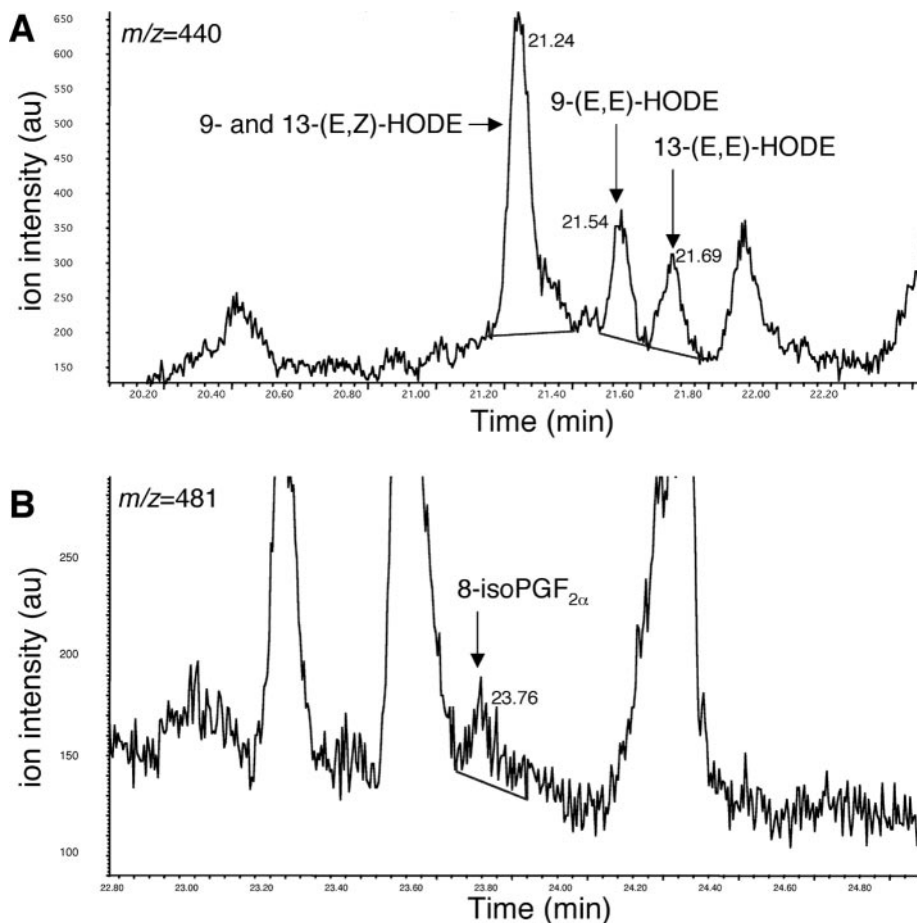 A
m/z=440
ion intensity (au)
650
600
550
500
450
400
350
300
250
200
150
21.24
9- and 13-(E,Z)-HODE
9-(E,E)-HODE
13-(E,E)-HODE
21.54
21.69
20.20 20.40 20.60 20.80 21.00 21.20 21.40 21.60 21.80 22.00 22.20
Time (min)
B
m/z=481
ion intensity (au)
250
200
150
100
8-isoPGF2α
23.76
22.80 23.00 23.20 23.40 23.60 23.80 24.00 24.20 24.40 24.60 24.80
Time (min)